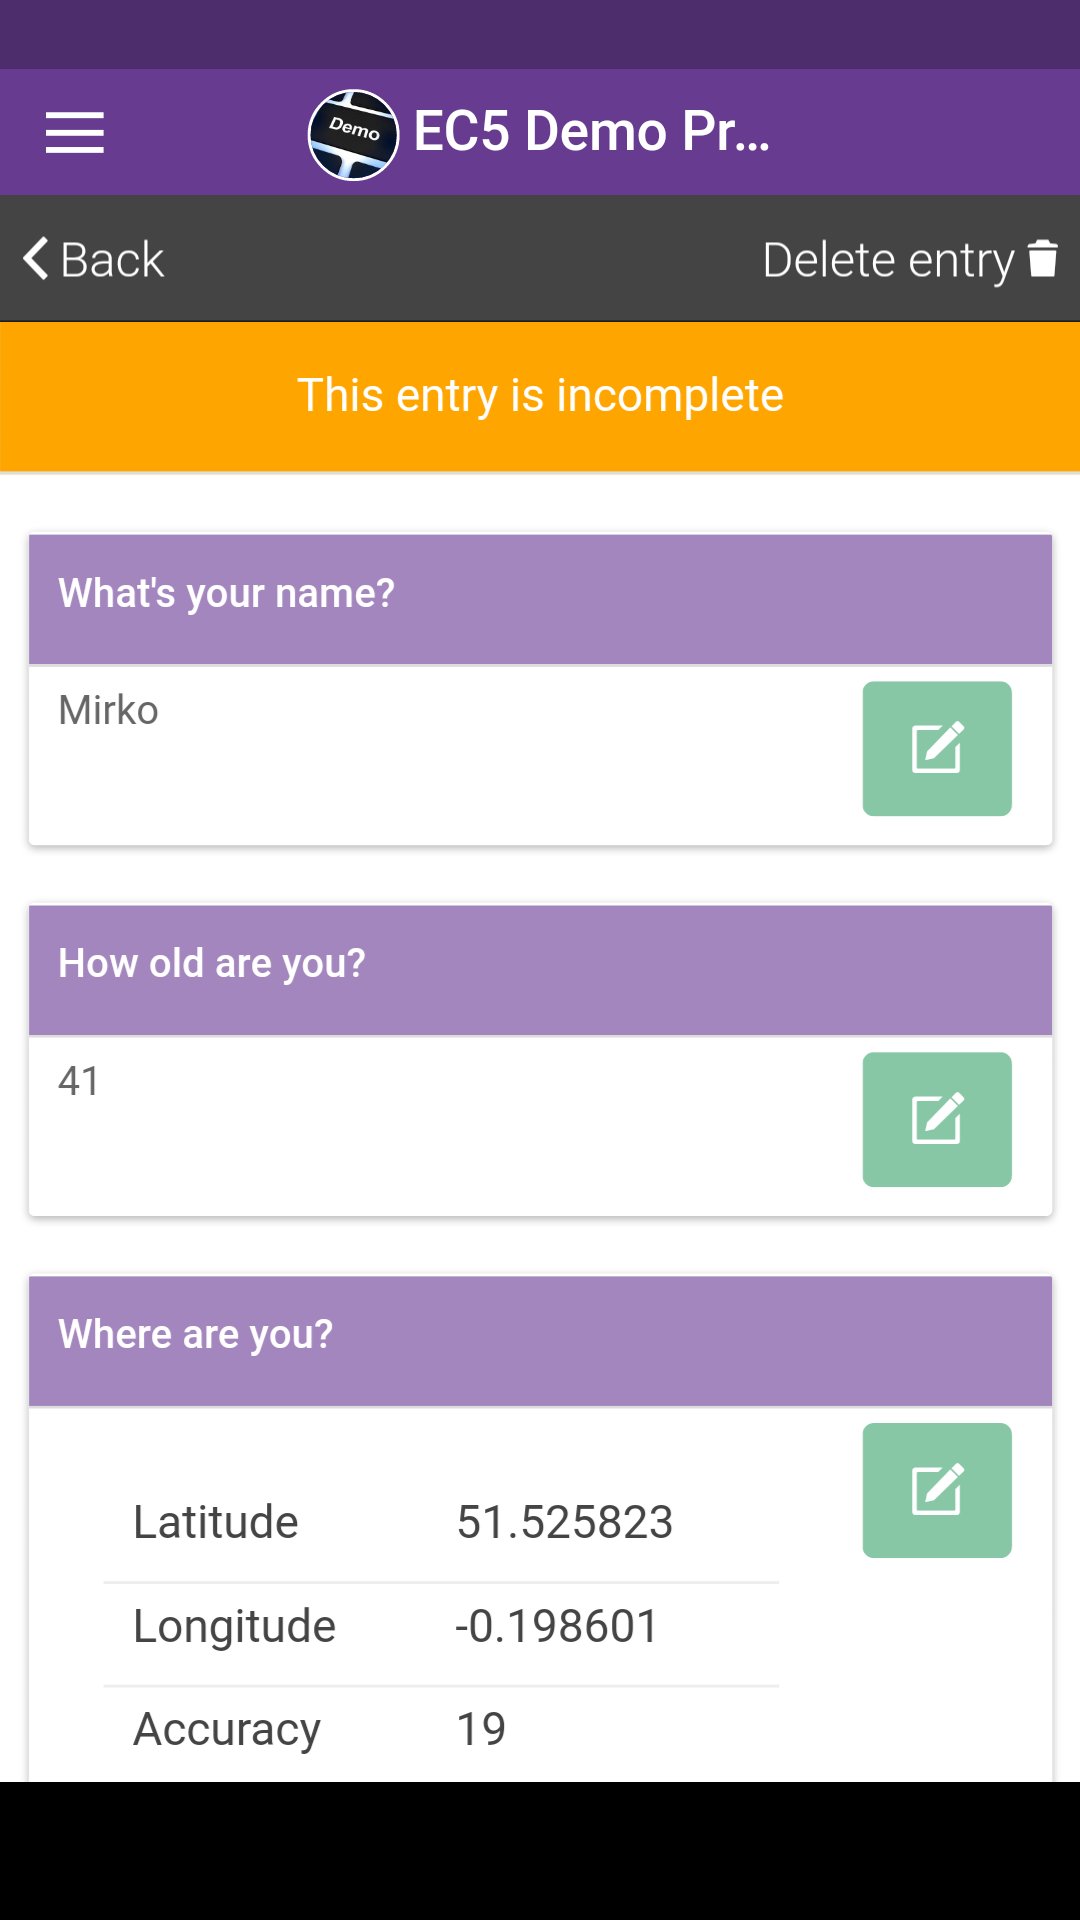 Demo EC5 Demo Pr...
Back Delete entry
This entry is incomplete
What's your name?
Mirko
How old are you?
41
Where are you?
Latitude 51.525823
Longitude -0.198601
Accuracy 19